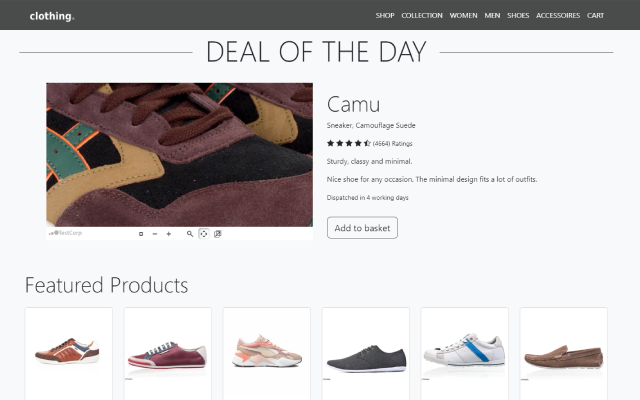 clothing.
SHOP COLLECTION WOMEN MEN SHOES ACCESSOIRES CART
DEAL OF THE DAY
Camu
Sneaker, Camouflage Suede
(4664) Ratings
Sturdy, classy and minimal.
Nice shoe for any occasion. The minimal design fits a lot of outfits.
Dispatched in 4 working days
Add to basket
Featured Products